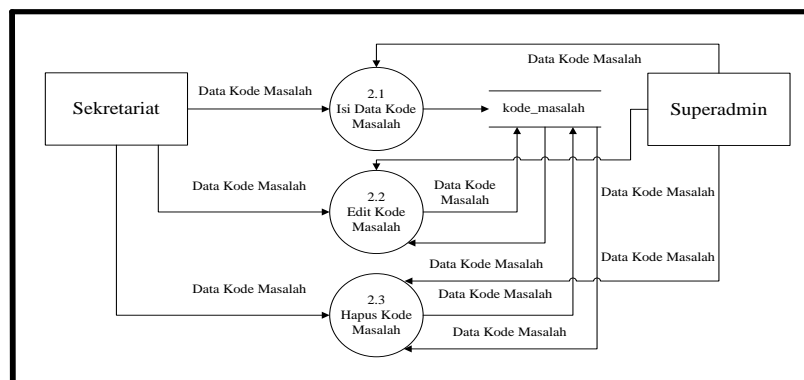 Data Kode Masalah
Sekretariat
Data Kode Masalah
2.1
Isi Data Kode
Masalah
kode_masalah
Superadmin
Data Kode Masalah
2.2
Edit Kode
Masalah
Data Kode
Masalah
Data Kode Masalah
Data Kode Masalah
Data Kode Masalah
Data Kode Masalah
2.3
Hapus Kode
Masalah
Data Kode Masalah
Data Kode Masalah